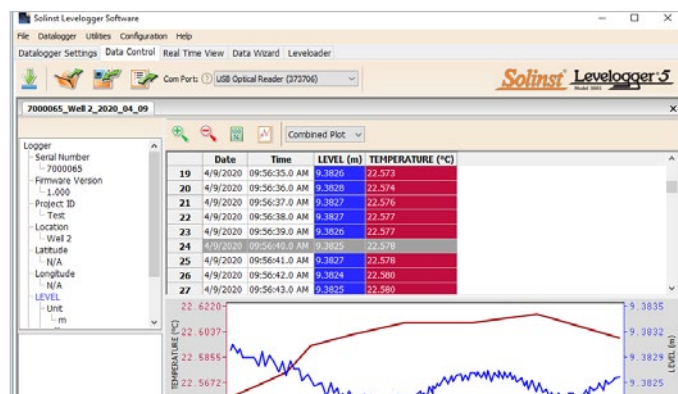 Solinst Levelogger Software
File Datalogger Utilities Configuration Help
Datalogger Settings Data Control Real Time View Data Wizard Leveloader
Com Port: USB Optical Reader (373706)
Solinst Levelogger 5
Model 3001
7000065_Well 2_2020_04_09
Combined Plot
Logger
Serial Number
7000065
Firmware Version
1.000
Project ID
Test
Location
Well 2
Latitude
N/A
Longitude
N/A
LEVEL
Unit
m
Date Time LEVEL (m) TEMPERATURE (°C)
19 4/9/2020 09:56:35.0 AM 9.3826 22.573
20 4/9/2020 09:56:36.0 AM 9.3828 22.574
21 4/9/2020 09:56:37.0 AM 9.3827 22.576
22 4/9/2020 09:56:38.0 AM 9.3827 22.577
23 4/9/2020 09:56:39.0 AM 9.3826 22.577
24 4/9/2020 09:56:40.0 AM 9.3825 22.578
25 4/9/2020 09:56:41.0 AM 9.3827 22.578
26 4/9/2020 09:56:42.0 AM 9.3824 22.580
27 4/9/2020 09:56:43.0 AM 9.3825 22.580
TEMPERATURE (°C)
22.6220
22.6037
22.5855
22.5672
9.3835
9.3832
9.3829
9.3825
LEVEL (m)